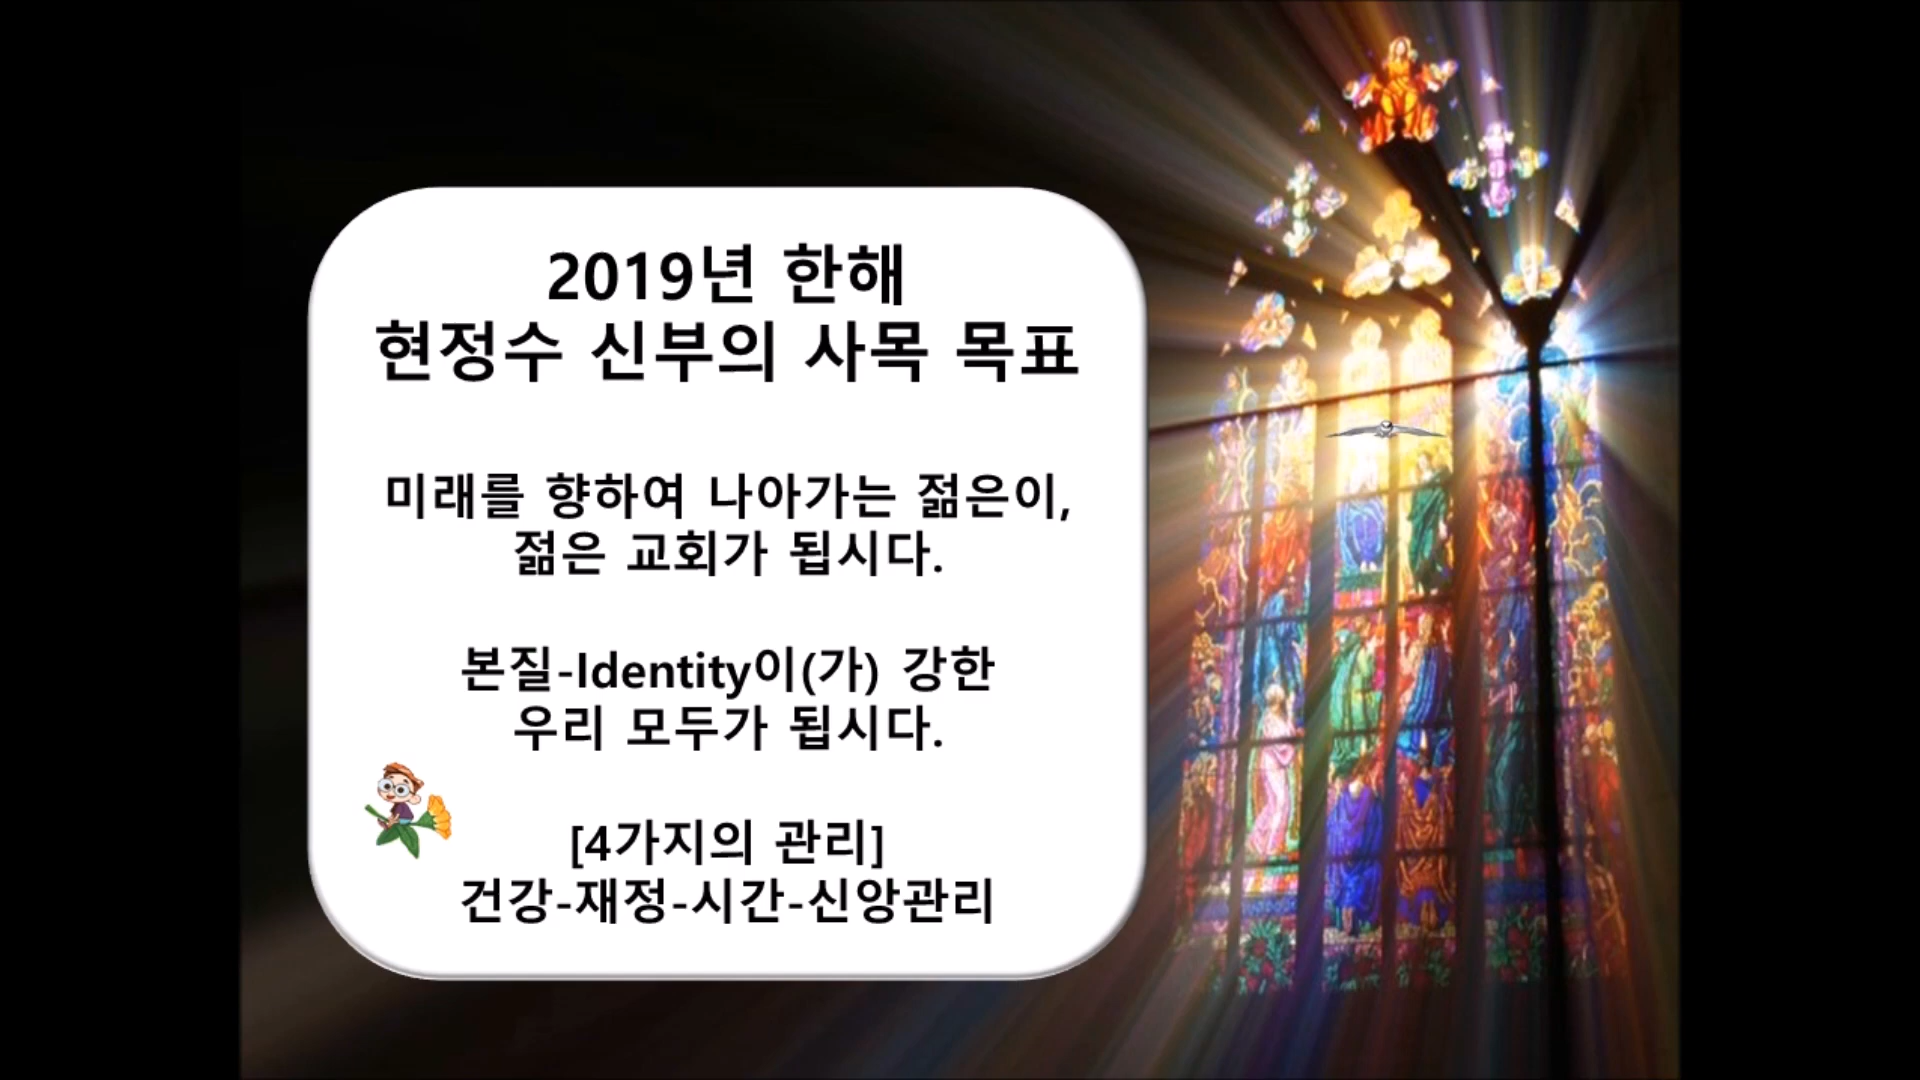 2019년 한해
현정수 신부의 사목 목표
미래를 향하여 나아가는 젊은이,
젊은 교회가 됩시다.
본질-Identity이(가) 강한
우리 모두가 됩시다.
[4가지의 관리]
건강-재정-시간-신앙관리